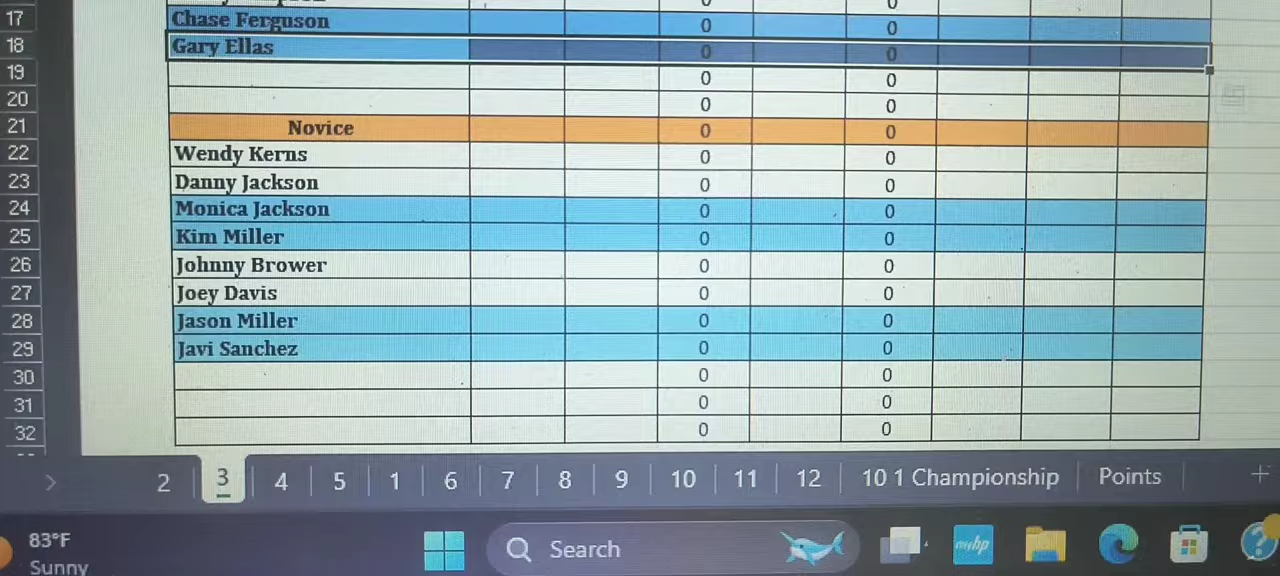 0 0
17 Chase Ferguson 0 0
18 Gary Ellas 0 0
19 0 0
20 0 0
21 Novice 0 0
22 Wendy Kerns 0 0
23 Danny Jackson 0 0
24 Monica Jackson 0 0
25 Kim Miller 0 0
26 Johnny Brower 0 0
27 Joey Davis 0 0
28 Jason Miller 0 0
29 Javi Sanchez 0 0
30 0 0
31 0 0
32 0 0
2 3 4 5 1 6 7 8 9 10 11 12 10 1 Championship Points
83°F
Sunny
Search
myhp